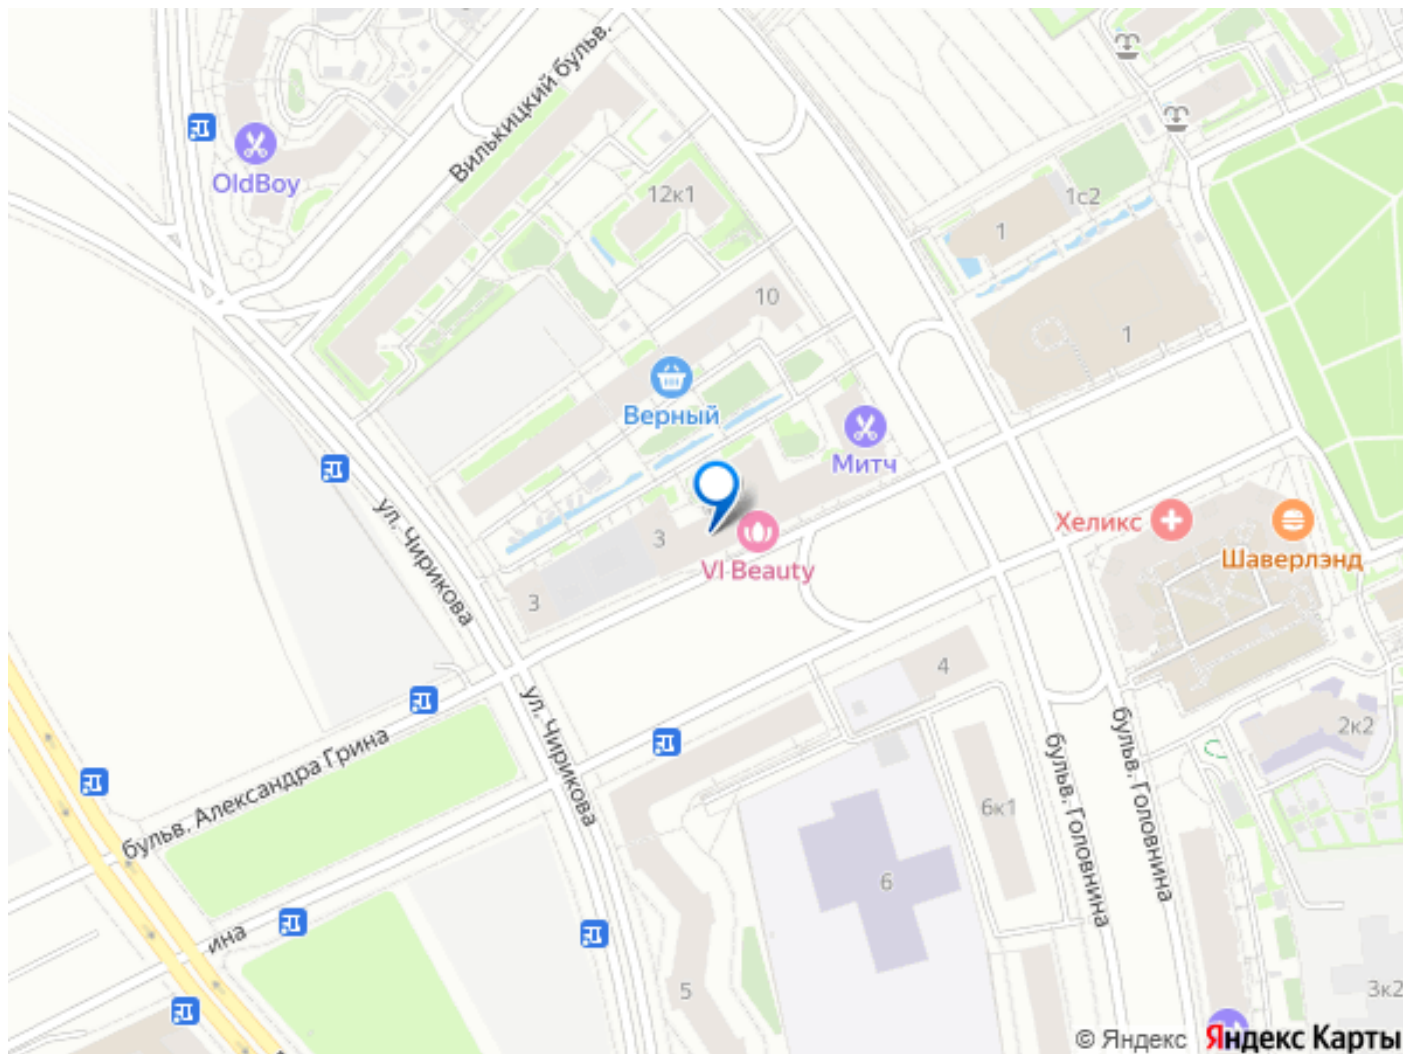 Вилькицкий бульв.
OldBoy
12к1
1с2
1
10
1
Верный
Митч
ул. Чирикова
3
Хеликс
Шаверлэнд
VI Beauty
3
4
ул. Чирикова
бульв. Головнина
бульв. Головнина
2к2
бульв. Александра Грина
6к1
6
ина
5
3к2
© Яндекс Яндекс Карты